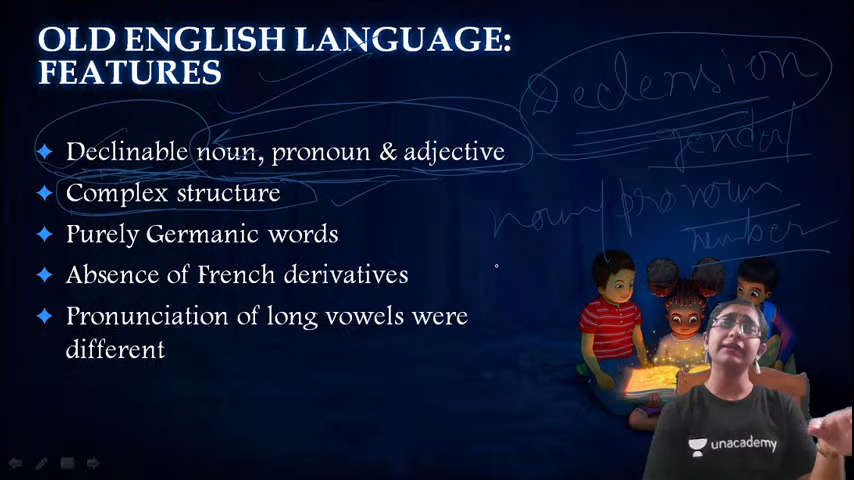 OLD ENGLISH LANGUAGE:
FEATURES
Declension
gender
Declinable noun, pronoun & adjective
Complex structure
noun/pronoun
number
Purely Germanic words
Absence of French derivatives
Pronunciation of long vowels were
different
unacademy